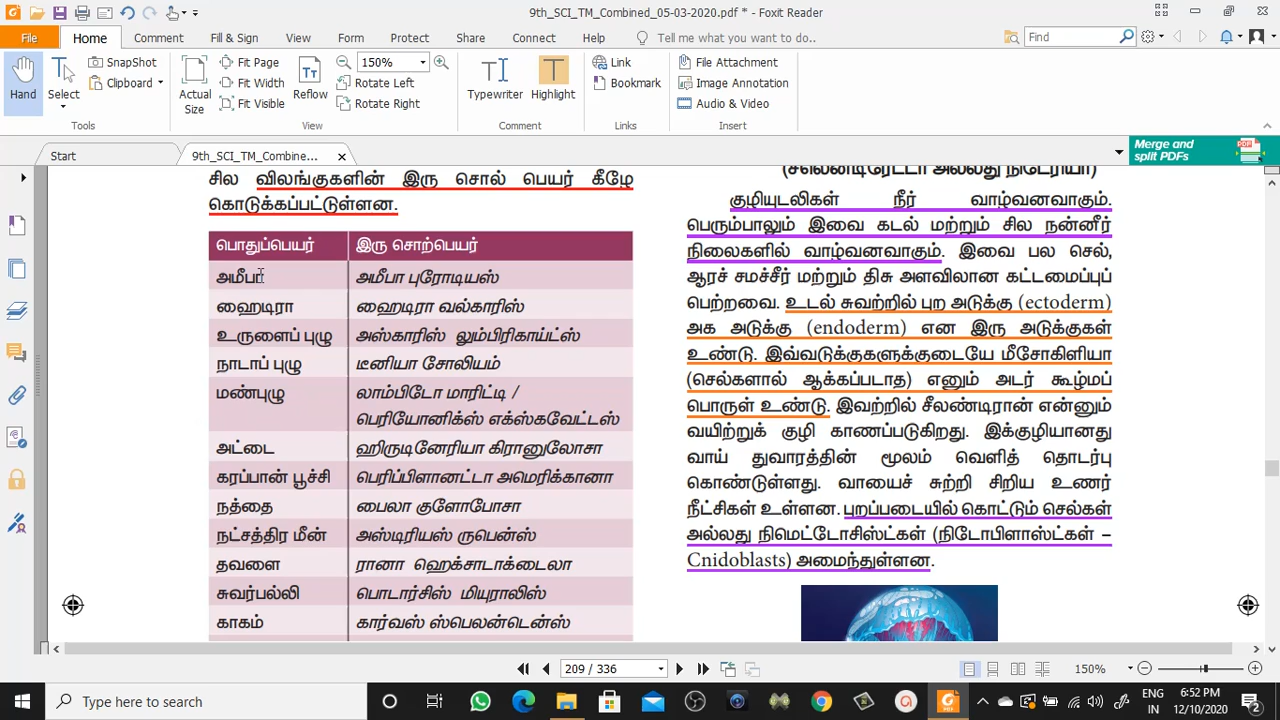 9th_SCI_TM_Combined_05-03-2020.pdf * - Foxit Reader
File Home Comment Fill & Sign View Form Protect Share Connect Help Tell me what you want to do.. Find
Hand
Select
SnapShot
Clipboard
Actual Size
Fit Page
Fit Width
Fit Visible
Reflow
150%
Rotate Left
Rotate Right
Typewriter
Highlight
Link
Bookmark
File Attachment
Image Annotation
Audio & Video
Tools View Comment Links Insert
Start 9th_SCI_TM_Combine...
Merge and
split PDFs
சில விலங்குகளின் இரு சொல் பெயர் கீழே
கொடுக்கப்பட்டுள்ளன.
பொதுப்பெயர் இரு சொற்பெயர்
அமீபா அமீபா புரோடியஸ்
ஹைடிரா ஹைடிரா வல்காரிஸ்
உருளைப் புழு அஸ்காரிஸ் லும்பிரிகாய்ட்ஸ்
நாடாப் புழு டீனியா சோலியம்
மண்புழு லாம்பிடோ மாரிட்டி /
பெரியோனிக்ஸ் எக்ஸ்கவேட்டஸ்
அட்டை ஹிருடினேரியா கிரானுலோசா
கரப்பான் பூச்சி பெரிப்பிளானட்டா அமெரிக்கானா
நத்தை பைலா குளோபோசா
நட்சத்திர மீன் அஸ்டிரியஸ் ருபென்ஸ்
தவளை ரானா ஹெக்சாடாக்டைலா
சுவர்பல்லி பொடார்சிஸ் மியுராலிஸ்
காகம் கார்வஸ் ஸ்பெலன்டென்ஸ்
(சீலென்டிரேட்டா அல்லது நிடேரியா)
குழியுடலிகள் நீர் வாழ்வனவாகும்.
பெரும்பாலும் இவை கடல் மற்றும் சில நன்னீர்
நிலைகளில் வாழ்வனவாகும். இவை பல செல்,
ஆரச் சமச்சீர் மற்றும் திசு அளவிலான கட்டமைப்புப்
பெற்றவை. உடல் சுவற்றில் புற அடுக்கு (ectoderm)
அக அடுக்கு (endoderm) என இரு அடுக்குகள்
உண்டு. இவ்வடுக்குகளுக்குடையே மீசோகிளியா
(செல்களால் ஆக்கப்படாத) எனும் அடர் கூழ்மப்
பொருள் உண்டு. இவற்றில் சீலண்டிரான் என்னும்
வயிற்றுக் குழி காணபடுகிறது. இக்குழியானது
வாய் துவாரத்தின் மூலம் வெளித் தொடர்பு
கொண்டுள்ளது. வாயைச் சுற்றி சிறிய உணர்
நீட்சிகள் உள்ளன. புறப்படையில் கொட்டும் செல்கள்
அல்லது நிமெட்டோசிஸ்ட்கள் (நிடோபிளாஸ்ட்கள் –
Cnidoblasts) அமைந்துள்ளன.
209 / 336
150%
Type here to search
ENG
IN
6:52 PM
12/10/2020
2